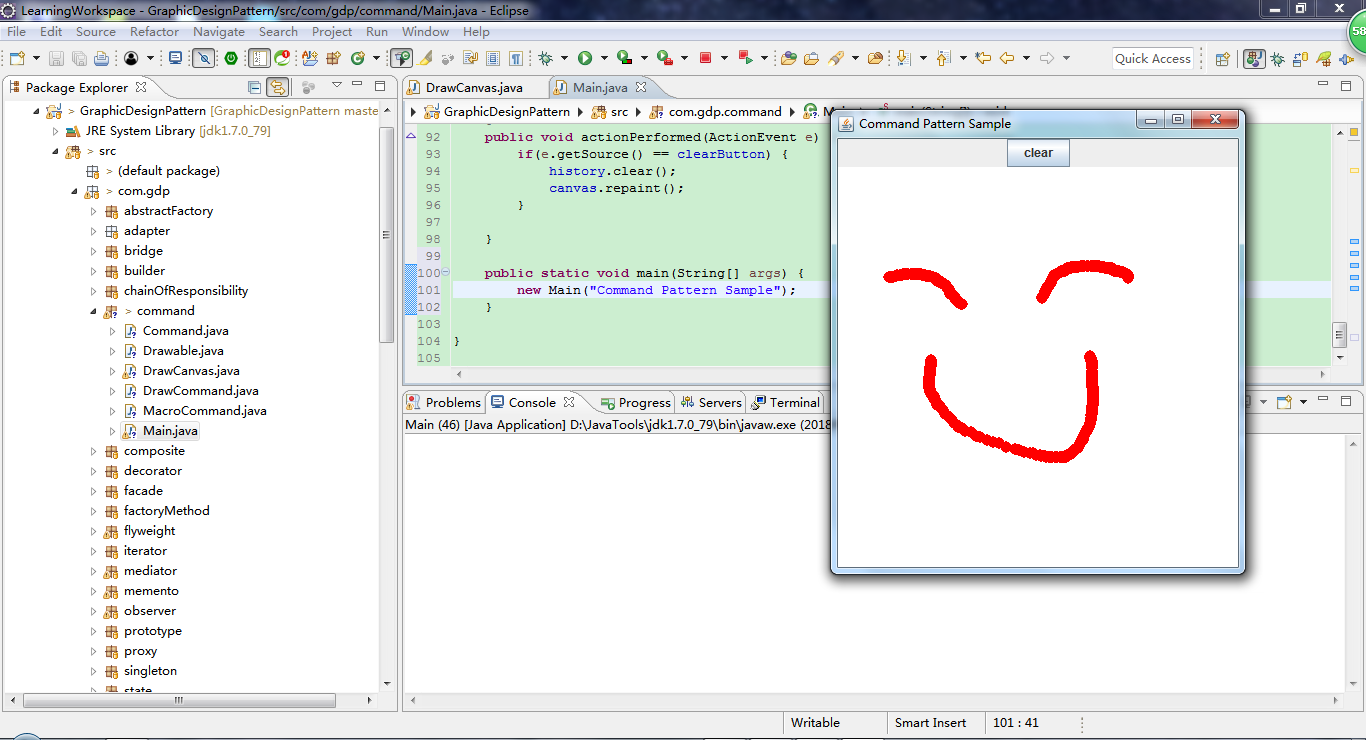 LearningWorkspace - GraphicDesignPattern/src/com/gdp/command/Main.java - Eclipse
File Edit Source Refactor Navigate Search Project Run Window Help
58
Quick Access
Package Explorer
GraphicDesignPattern [GraphicDesignPattern maste
JRE System Library [jdk1.7.0_79]
> src
> (default package)
> com.gdp
abstractFactory
adapter
bridge
builder
chainOfResponsibility
> command
Command.java
Drawable.java
DrawCanvas.java
DrawCommand.java
MacroCommand.java
Main.java
composite
decorator
facade
factoryMethod
flyweight
iterator
mediator
memento
observer
prototype
proxy
singleton
state
DrawCanvas.java Main.java
GraphicDesignPattern src com.gdp.command
92 public void actionPerformed(ActionEvent e)
93 if(e.getSource() == clearButton) {
94 history.clear();
95 canvas.repaint();
96 }
97
98 }
99
100 public static void main(String[] args) {
101 new Main("Command Pattern Sample");
102 }
103
104 }
105
Problems Console Progress Servers Terminal
Main (46) [Java Application] D:\JavaTools\jdk1.7.0_79\bin\javaw.exe (2018
Command Pattern Sample
clear
Writable Smart Insert 101 : 41